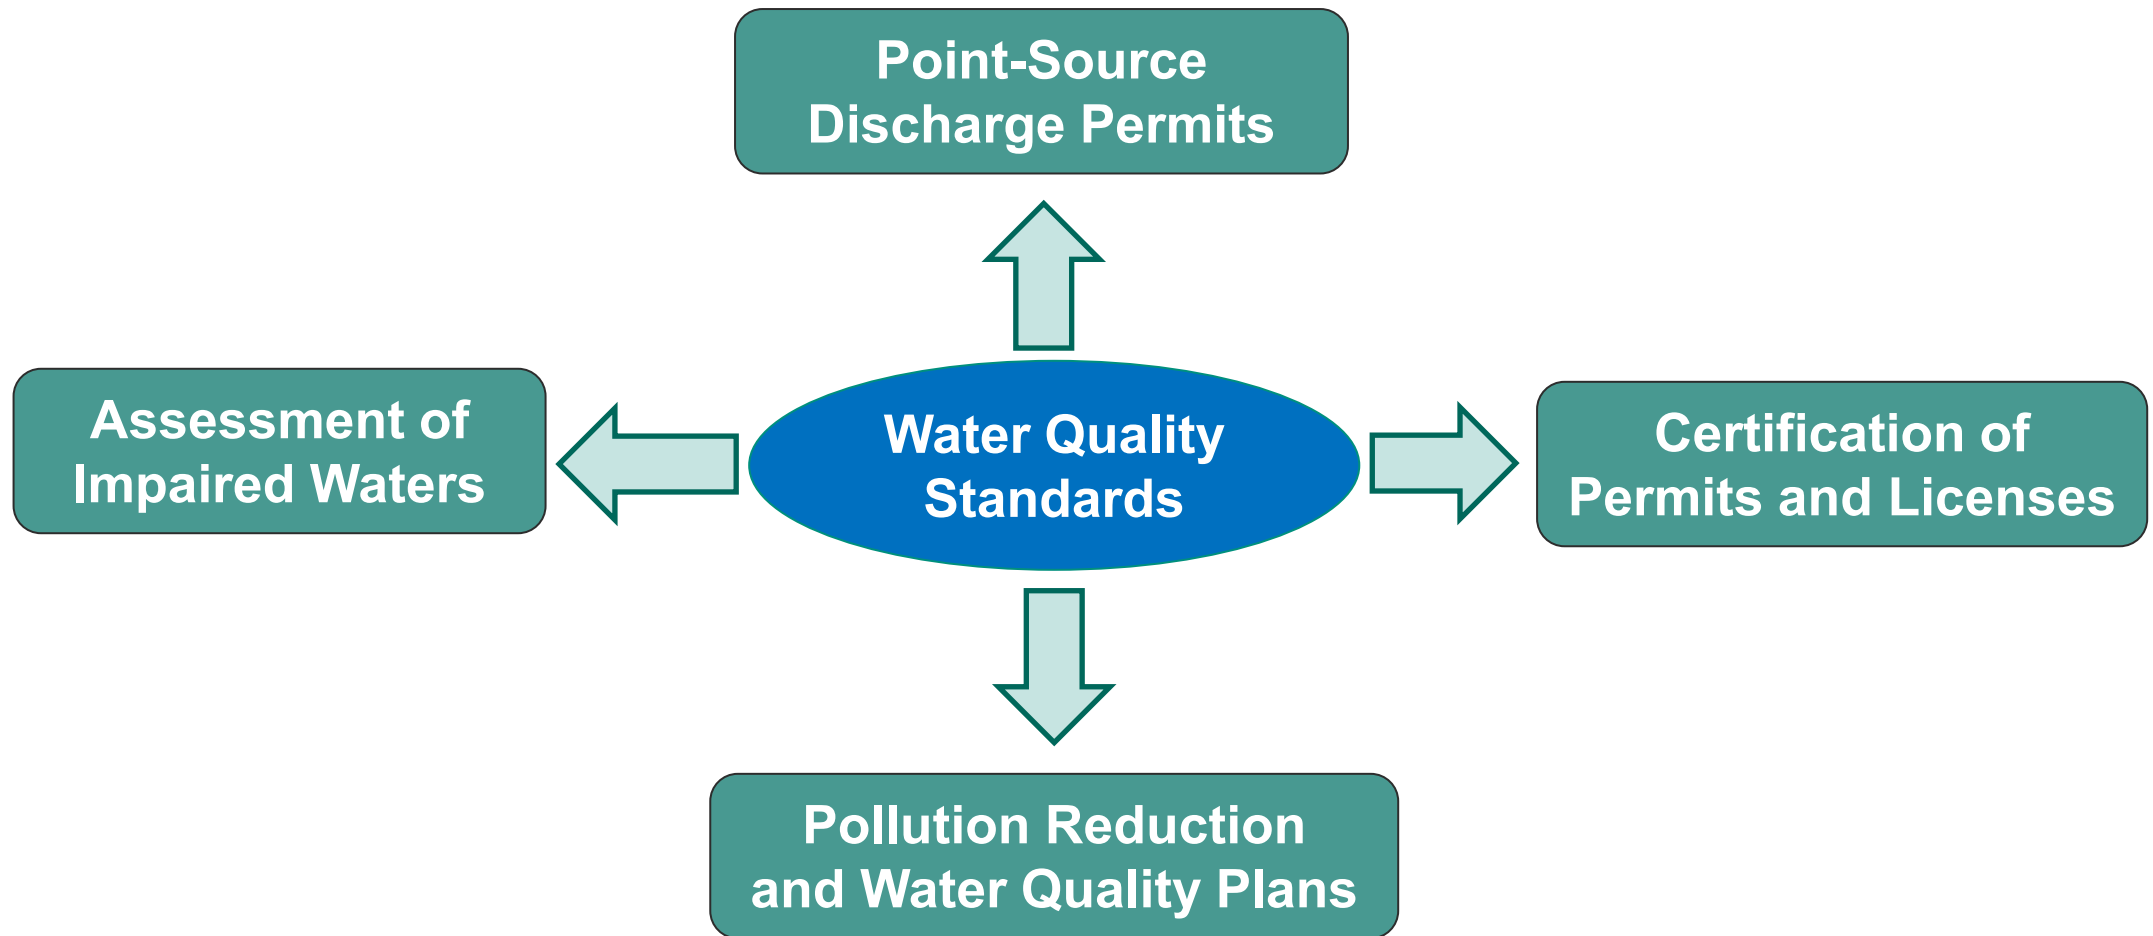 Point-Source
Discharge Permits
Assessment of
Impaired Waters
Water Quality
Standards
Certification of
Permits and Licenses
Pollution Reduction
and Water Quality Plans